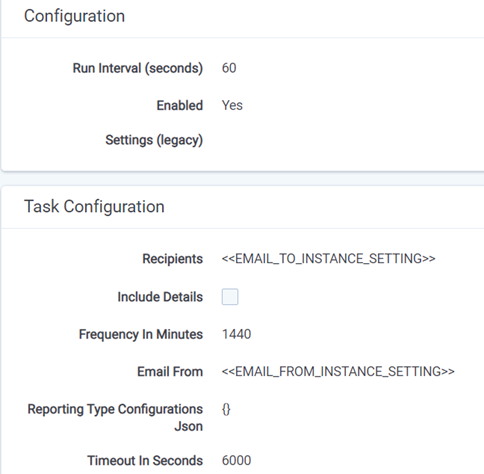 Configuration
Run Interval (seconds) 60
Enabled Yes
Settings (legacy)
Task Configuration
Recipients <<EMAIL_TO_INSTANCE_SETTING>>
Include Details
Frequency In Minutes 1440
Email From <<EMAIL_FROM_INSTANCE_SETTING>>
Reporting Type Configurations {}
Json
Timeout In Seconds 6000